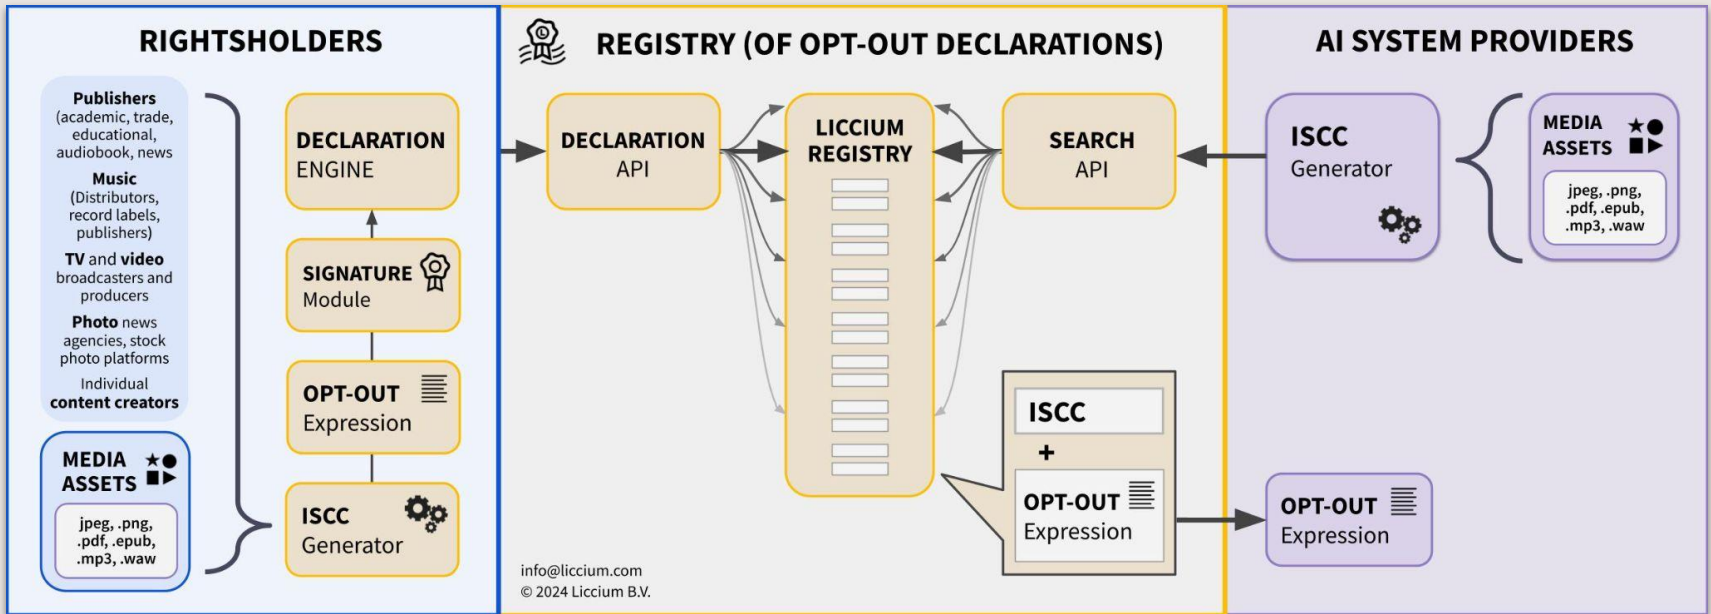 RIGHTSHOLDERS
Publishers
(academic, trade,
educational,
audiobook, news
Music
(Distributors,
record labels,
publishers)
TV and video
broadcasters and
producers
Photo news
agencies, stock
photo platforms
Individual
content creators
MEDIA
ASSETS
jpeg, .png,
.pdf, .epub,
.mp3, .waw
DECLARATION
ENGINE
SIGNATURE
Module
OPT-OUT
Expression
ISCC
Generator
REGISTRY (OF OPT-OUT DECLARATIONS)
L
DECLARATION
API
LICCIUM
REGISTRY
SEARCH
API
ISCC
+
OPT-OUT
Expression
info@liccium.com
© 2024 Liccium B.V.
AI SYSTEM PROVIDERS
ISCC
Generator
MEDIA
ASSETS
jpeg, .png,
.pdf, .epub,
.mp3, .waw
OPT-OUT
Expression